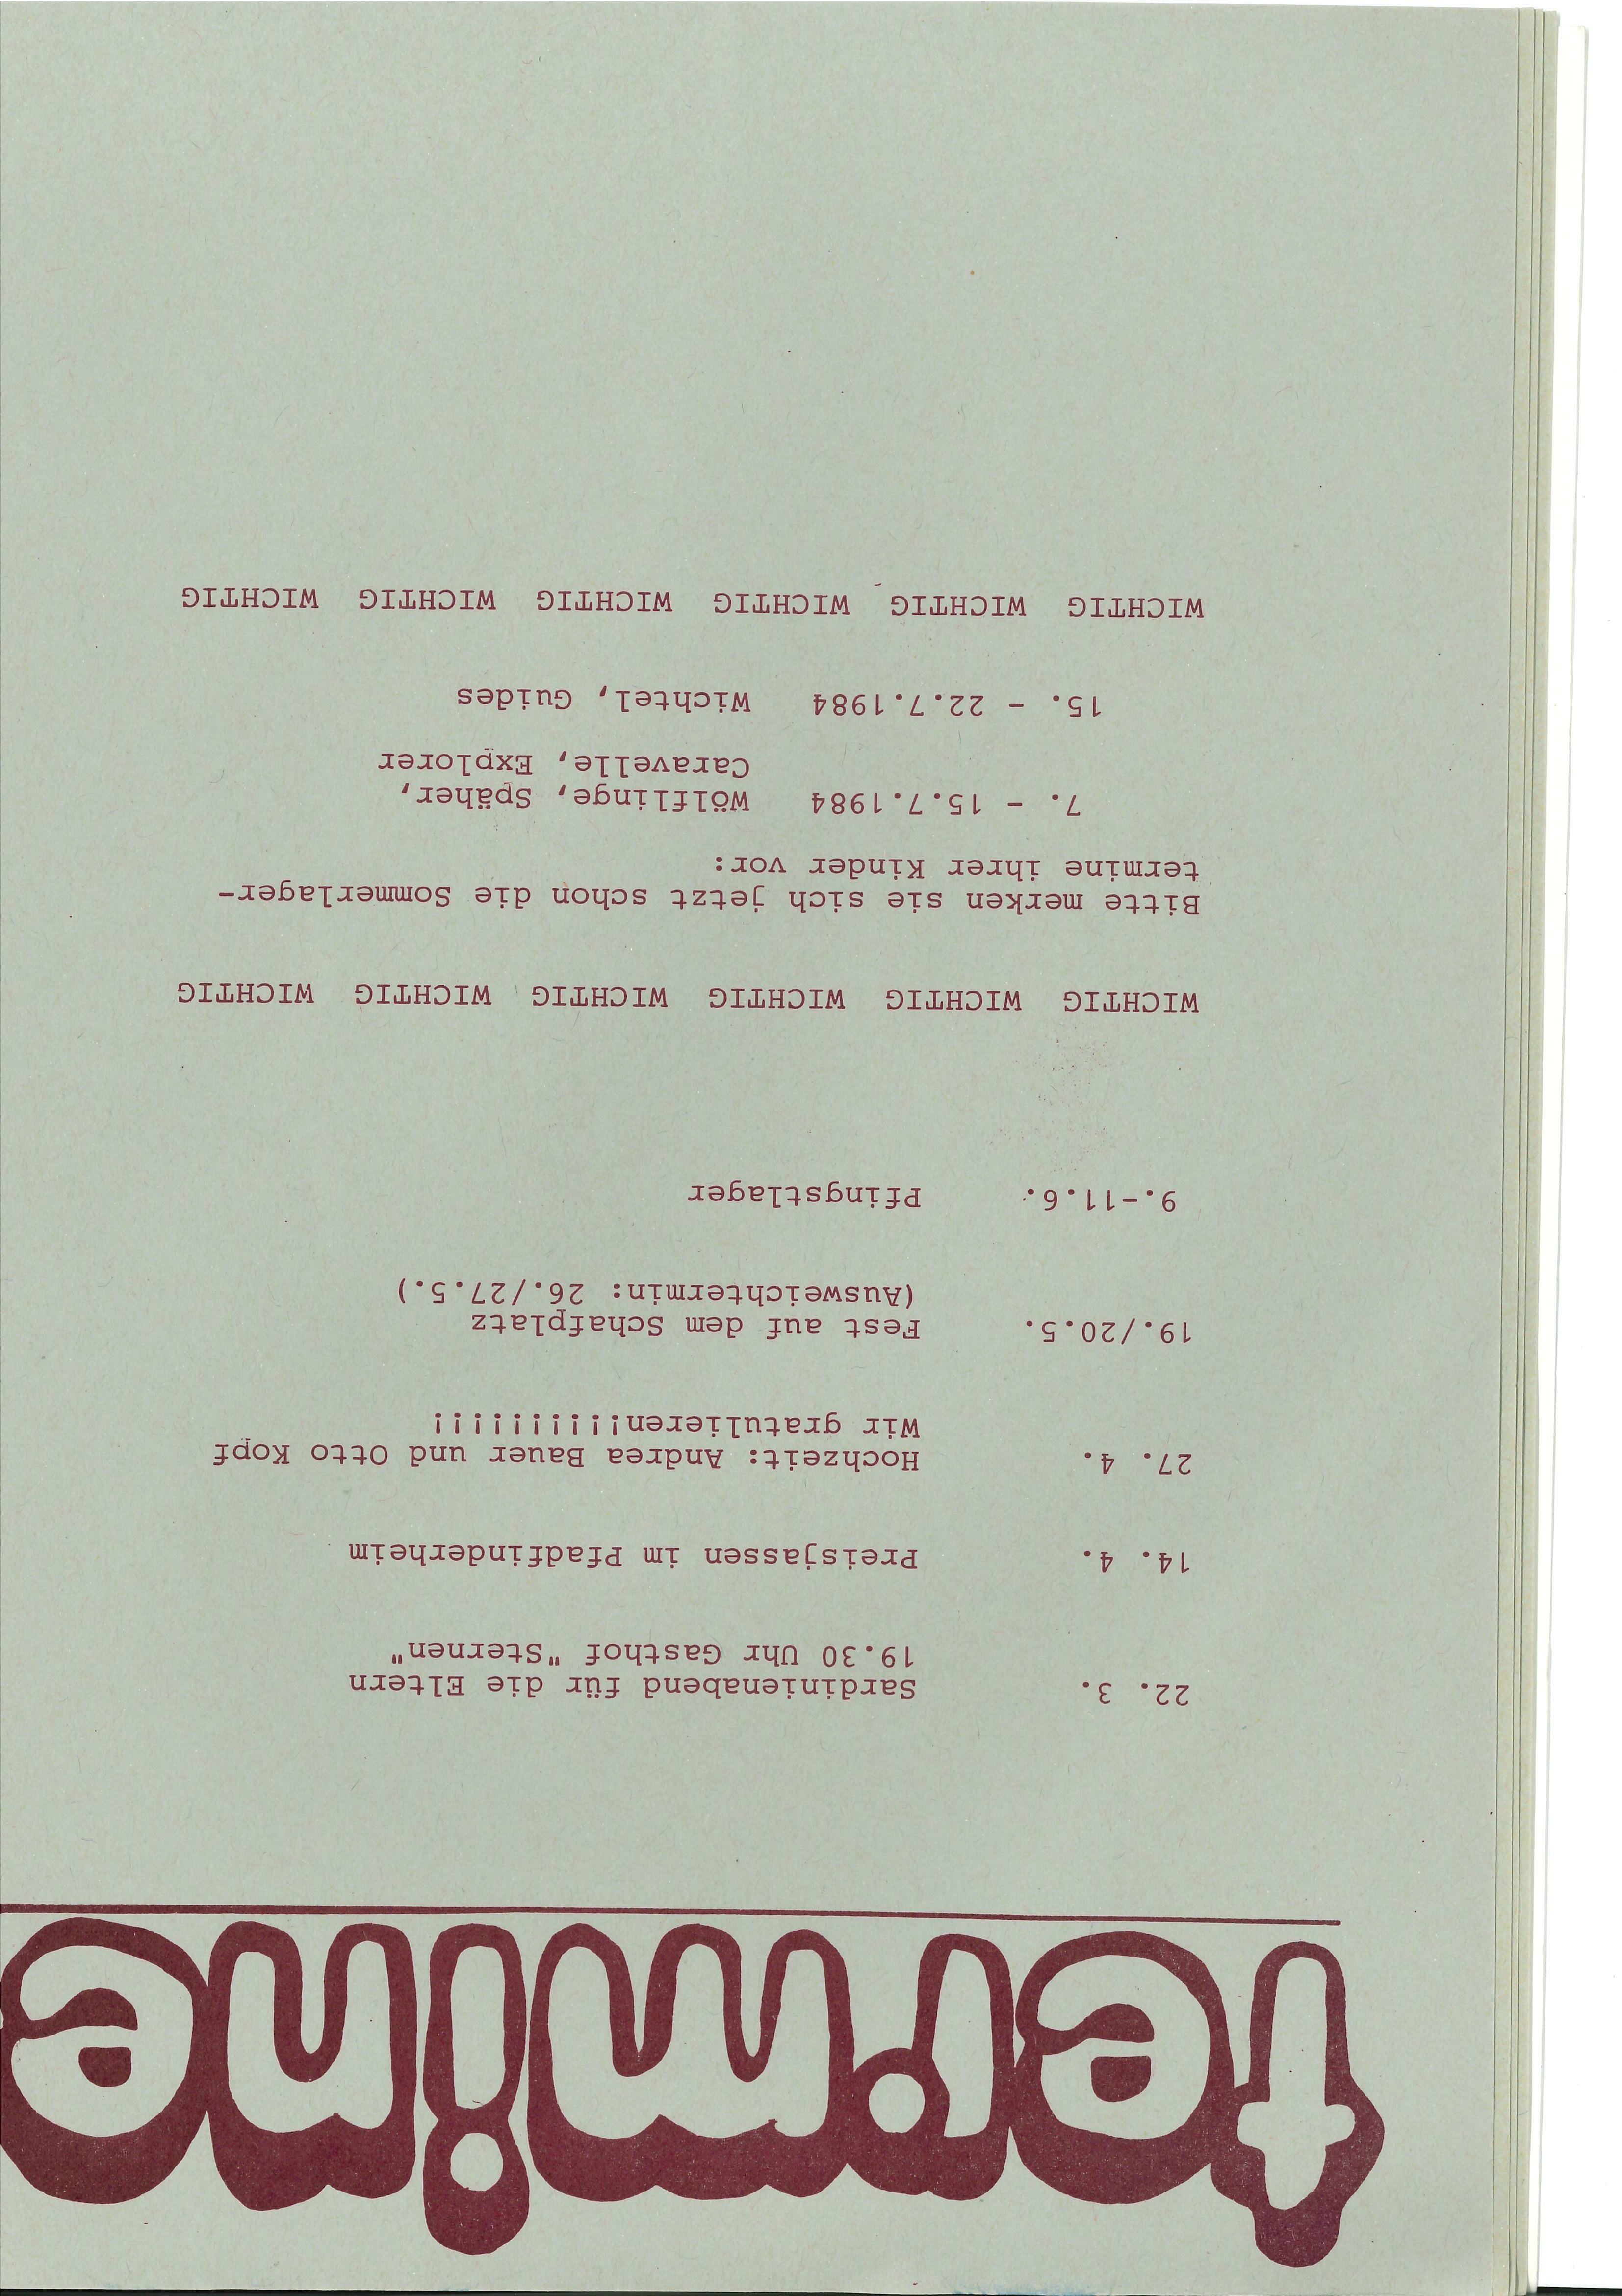 termine
22. 3. Sardinienabend für die Eltern
19.30 Uhr Gasthof "Sternen"
14. 4. Preisjassen im Pfadfinderheim
27. 4. Hochzeit: Andrea Bauer und Otto Kopf
Wir gratulieren!!!!!!!!!!
19./20.5. Fest auf dem Schafplatz
(Ausweichtermin: 26./27.5.)
9.-11.6. Pfingstlager
WICHTIG WICHTIG WICHTIG WICHTIG WICHTIG WICHTIG
Bitte merken sie sich jetzt schon die Sommerlager-
termine ihrer Kinder vor:
7. - 15.7.1984 Wölflinge, Späher,
Caravelle, Explorer
15. - 22.7.1984 Wichtel, Guides
WICHTIG WICHTIG WICHTIG WICHTIG WICHTIG WICHTIG